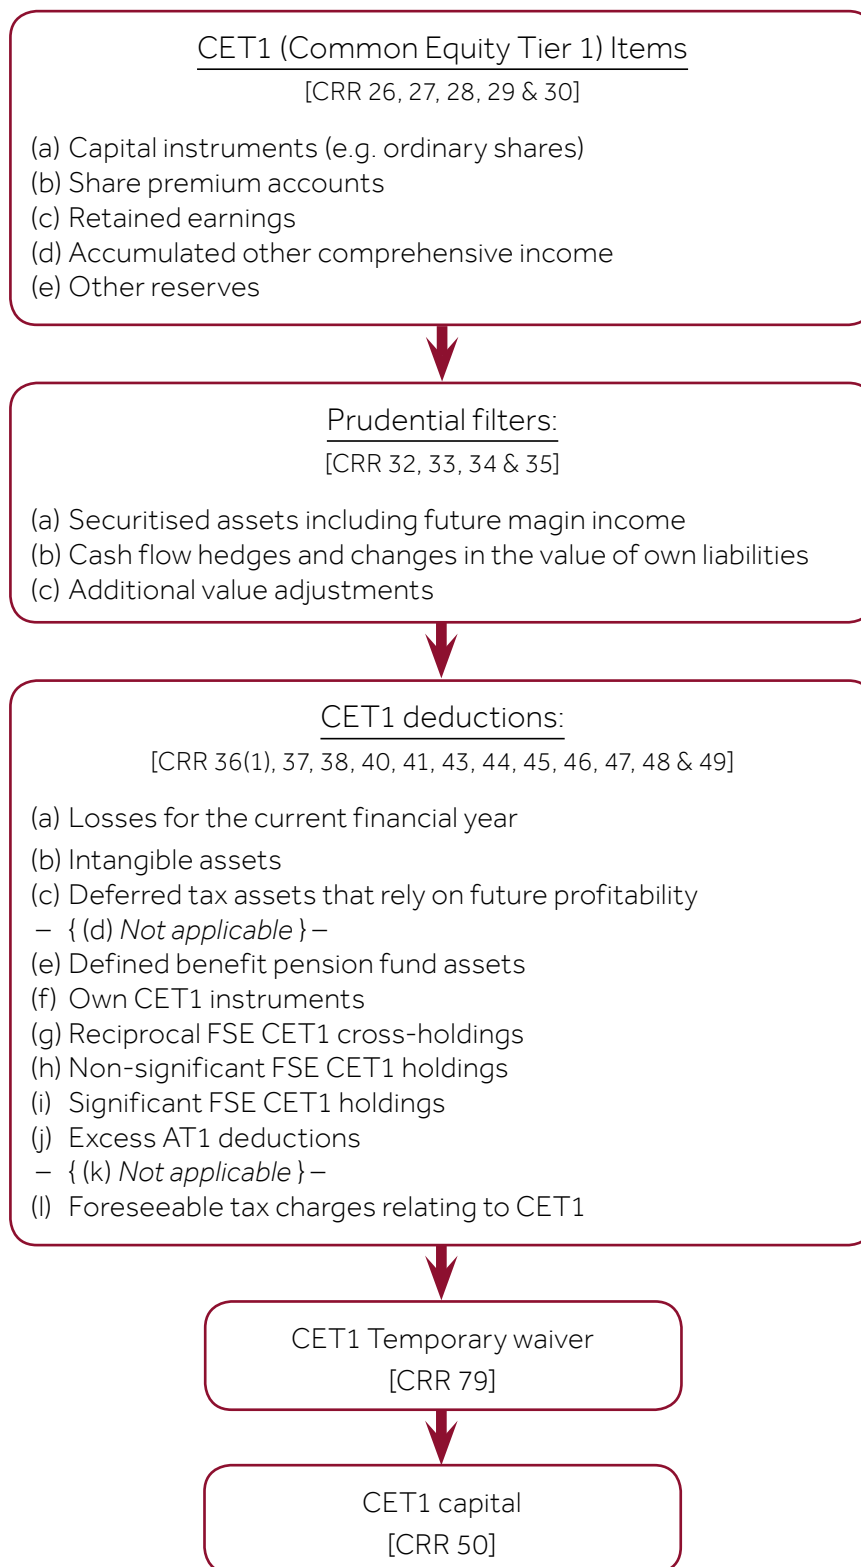 CET1 (Common Equity Tier 1) Items
[CRR 26, 27, 28, 29 & 30]
(a) Capital instruments (e.g. ordinary shares)
(b) Share premium accounts
(c) Retained earnings
(d) Accumulated other comprehensive income
(e) Other reserves
Prudential filters:
[CRR 32, 33, 34 & 35]
(a) Securitised assets including future magin income
(b) Cash flow hedges and changes in the value of own liabilities
(c) Additional value adjustments
CET1 deductions:
[CRR 36(1), 37, 38, 40, 41, 43, 44, 45, 46, 47, 48 & 49]
(a) Losses for the current financial year
(b) Intangible assets
(c) Deferred tax assets that rely on future profitability
– { (d) Not applicable } –
(e) Defined benefit pension fund assets
(f) Own CET1 instruments
(g) Reciprocal FSE CET1 cross-holdings
(h) Non-significant FSE CET1 holdings
(i) Significant FSE CET1 holdings
(j) Excess AT1 deductions
– { (k) Not applicable } –
(l) Foreseeable tax charges relating to CET1
CET1 Temporary waiver
[CRR 79]
CET1 capital
[CRR 50]